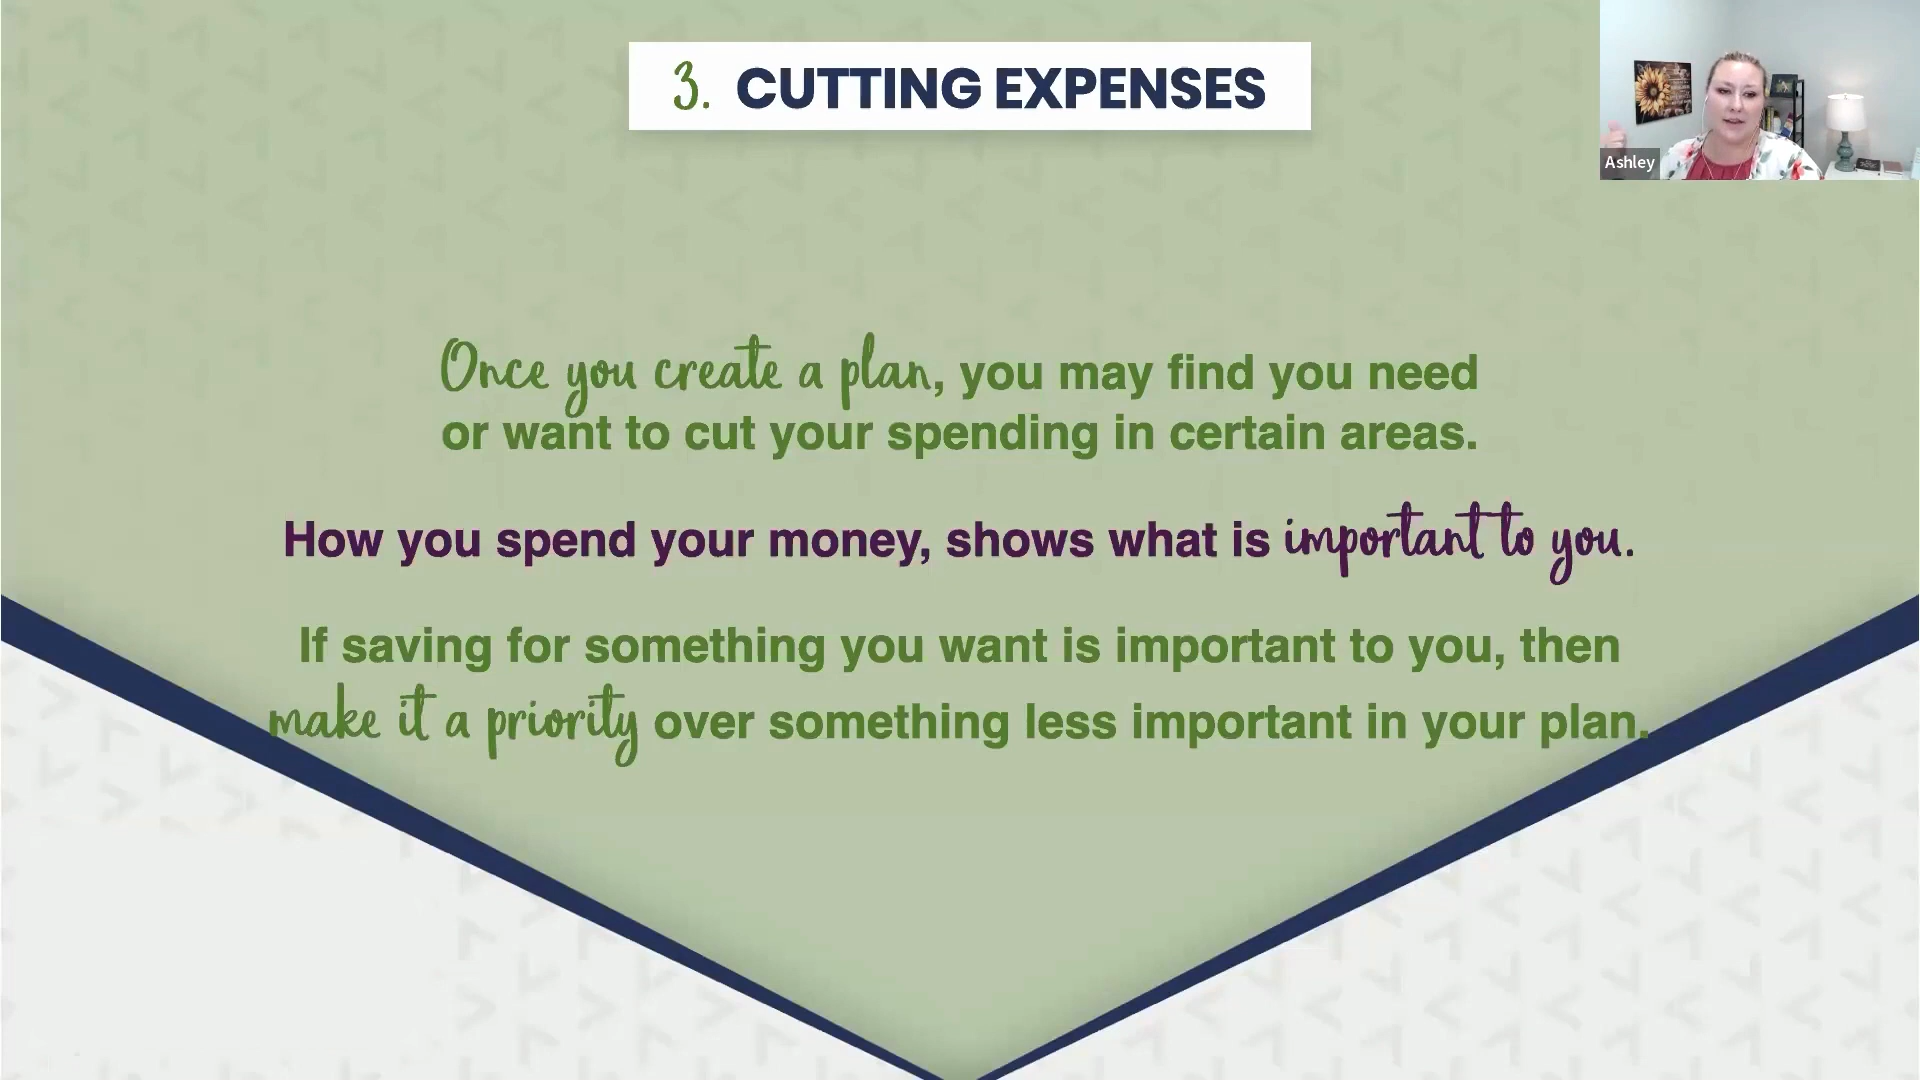 3. CUTTING EXPENSES
Ashley
Once you create a plan, you may find you need
or want to cut your spending in certain areas.
How you spend your money, shows what is important to you.
If saving for something you want is important to you, then
make it a priority over something less important in your plan.